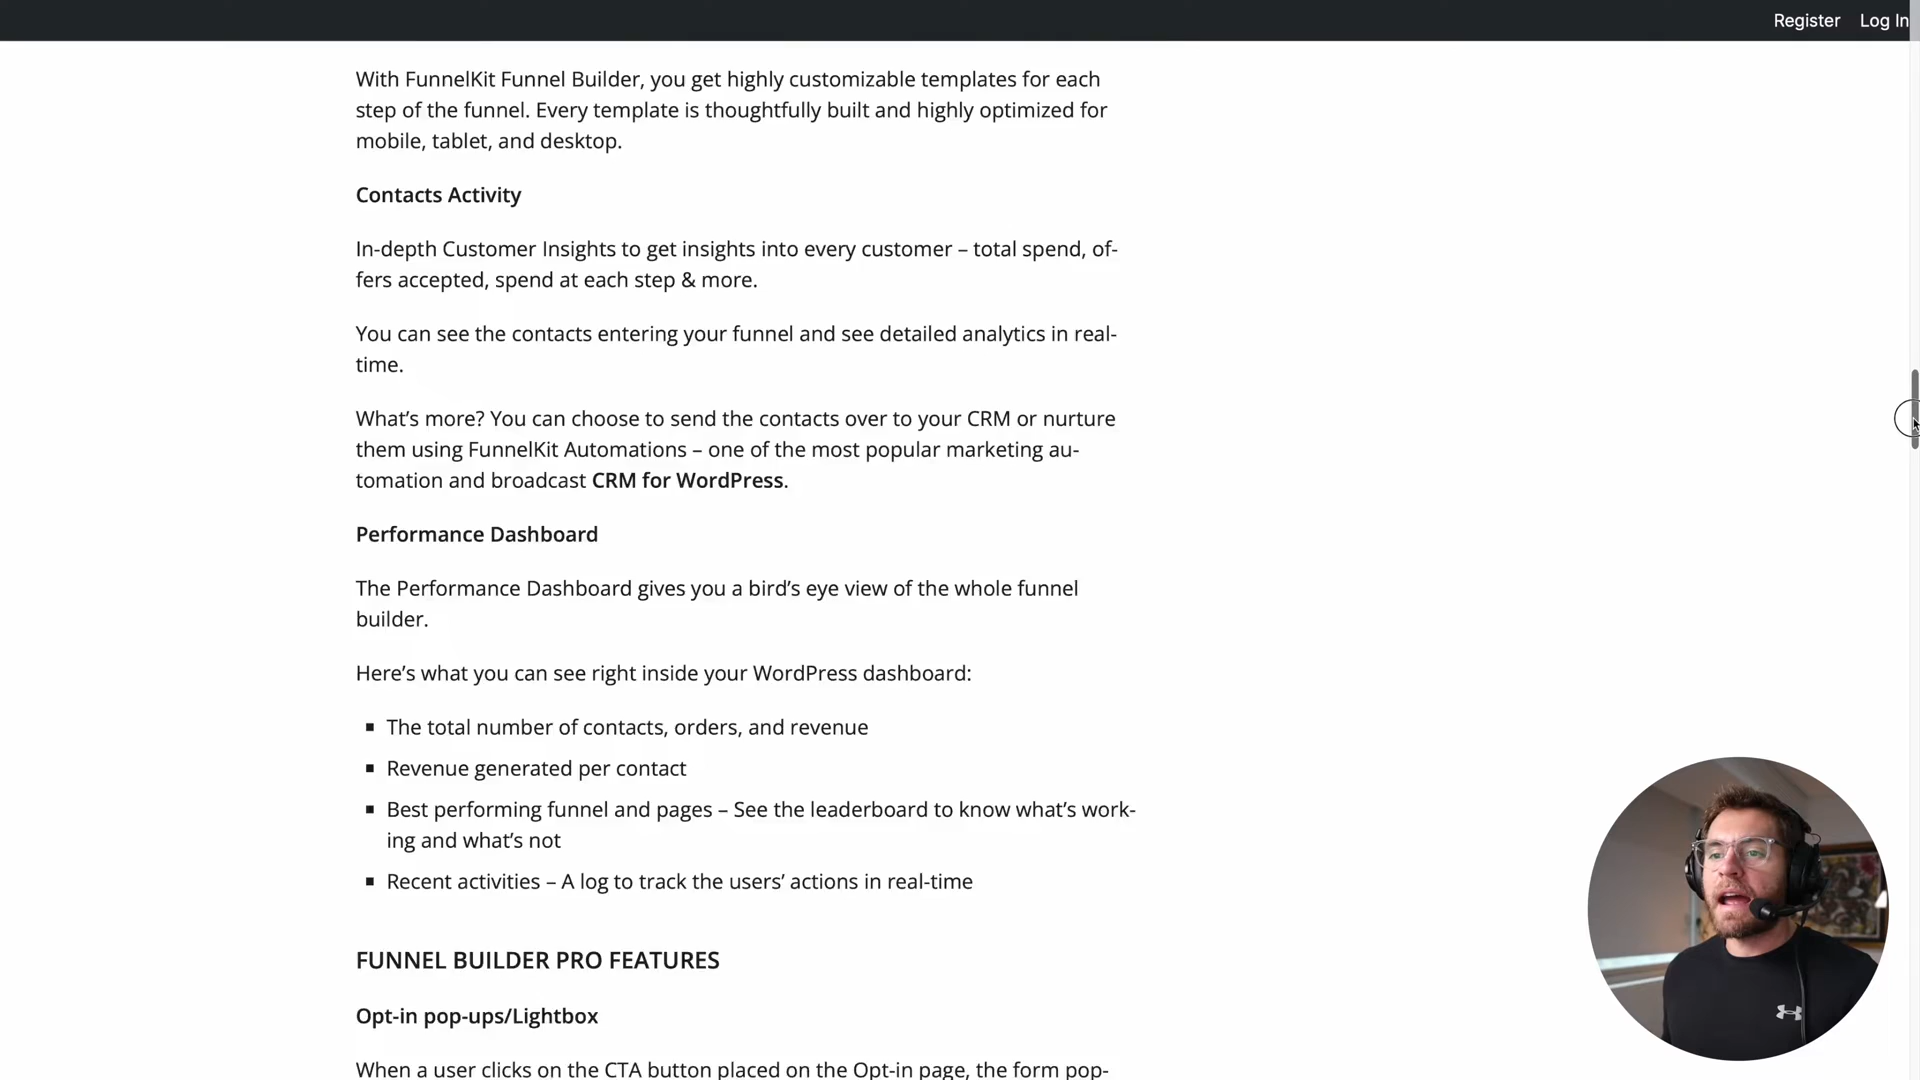 Register Log In
With FunnelKit Funnel Builder, you get highly customizable templates for each
step of the funnel. Every template is thoughtfully built and highly optimized for
mobile, tablet, and desktop.
Contacts Activity
In-depth Customer Insights to get insights into every customer – total spend, of-
fers accepted, spend at each step & more.
You can see the contacts entering your funnel and see detailed analytics in real-
time.
What’s more? You can choose to send the contacts over to your CRM or nurture
them using FunnelKit Automations – one of the most popular marketing au-
tomation and broadcast CRM for WordPress.
Performance Dashboard
The Performance Dashboard gives you a bird’s eye view of the whole funnel
builder.
Here’s what you can see right inside your WordPress dashboard:
▪ The total number of contacts, orders, and revenue
▪ Revenue generated per contact
▪ Best performing funnel and pages – See the leaderboard to know what’s work-
ing and what’s not
▪ Recent activities – A log to track the users’ actions in real-time
FUNNEL BUILDER PRO FEATURES
Opt-in pop-ups/Lightbox
When a user clicks on the CTA button placed on the Opt-in page, the form pop-